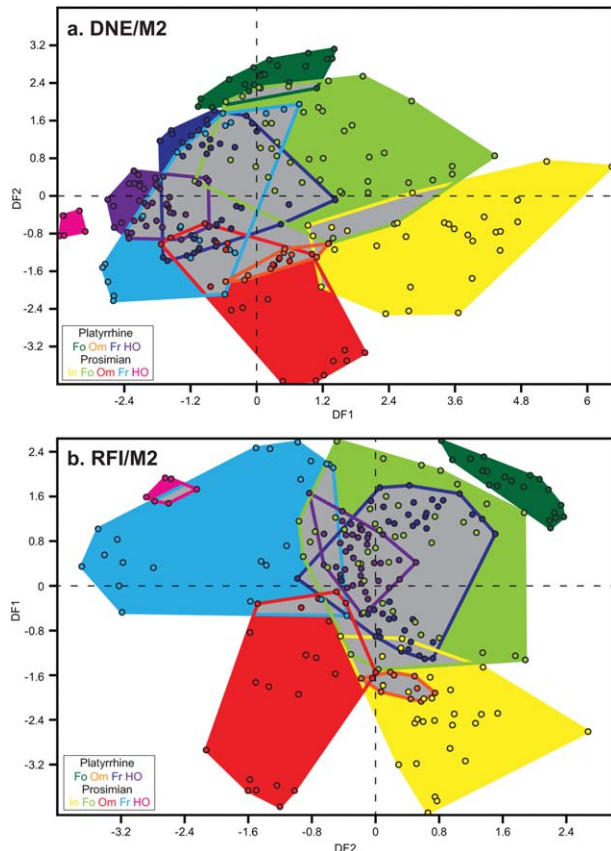 a. DNE/M2
3.2
2.4
1.6
0.8
0
-0.8
-1.6
-2.4
-3.2
DF2
Platyrrhine
Fo Om Fr HO
Prosimian
In Fo Om Fr HO
-2.4 -1.2 0 1.2 2.4 3.6 4.8 6
DF1
b. RFI/M2
2.4
1.6
0.8
0
-0.8
-1.6
-2.4
-3.2
DF1
Platyrrhine
Fo Om Fr HO
Prosimian
In Fo Om Fr HO
-3.2 -2.4 -1.6 -0.8 0 0.8 1.6 2.4
DF2